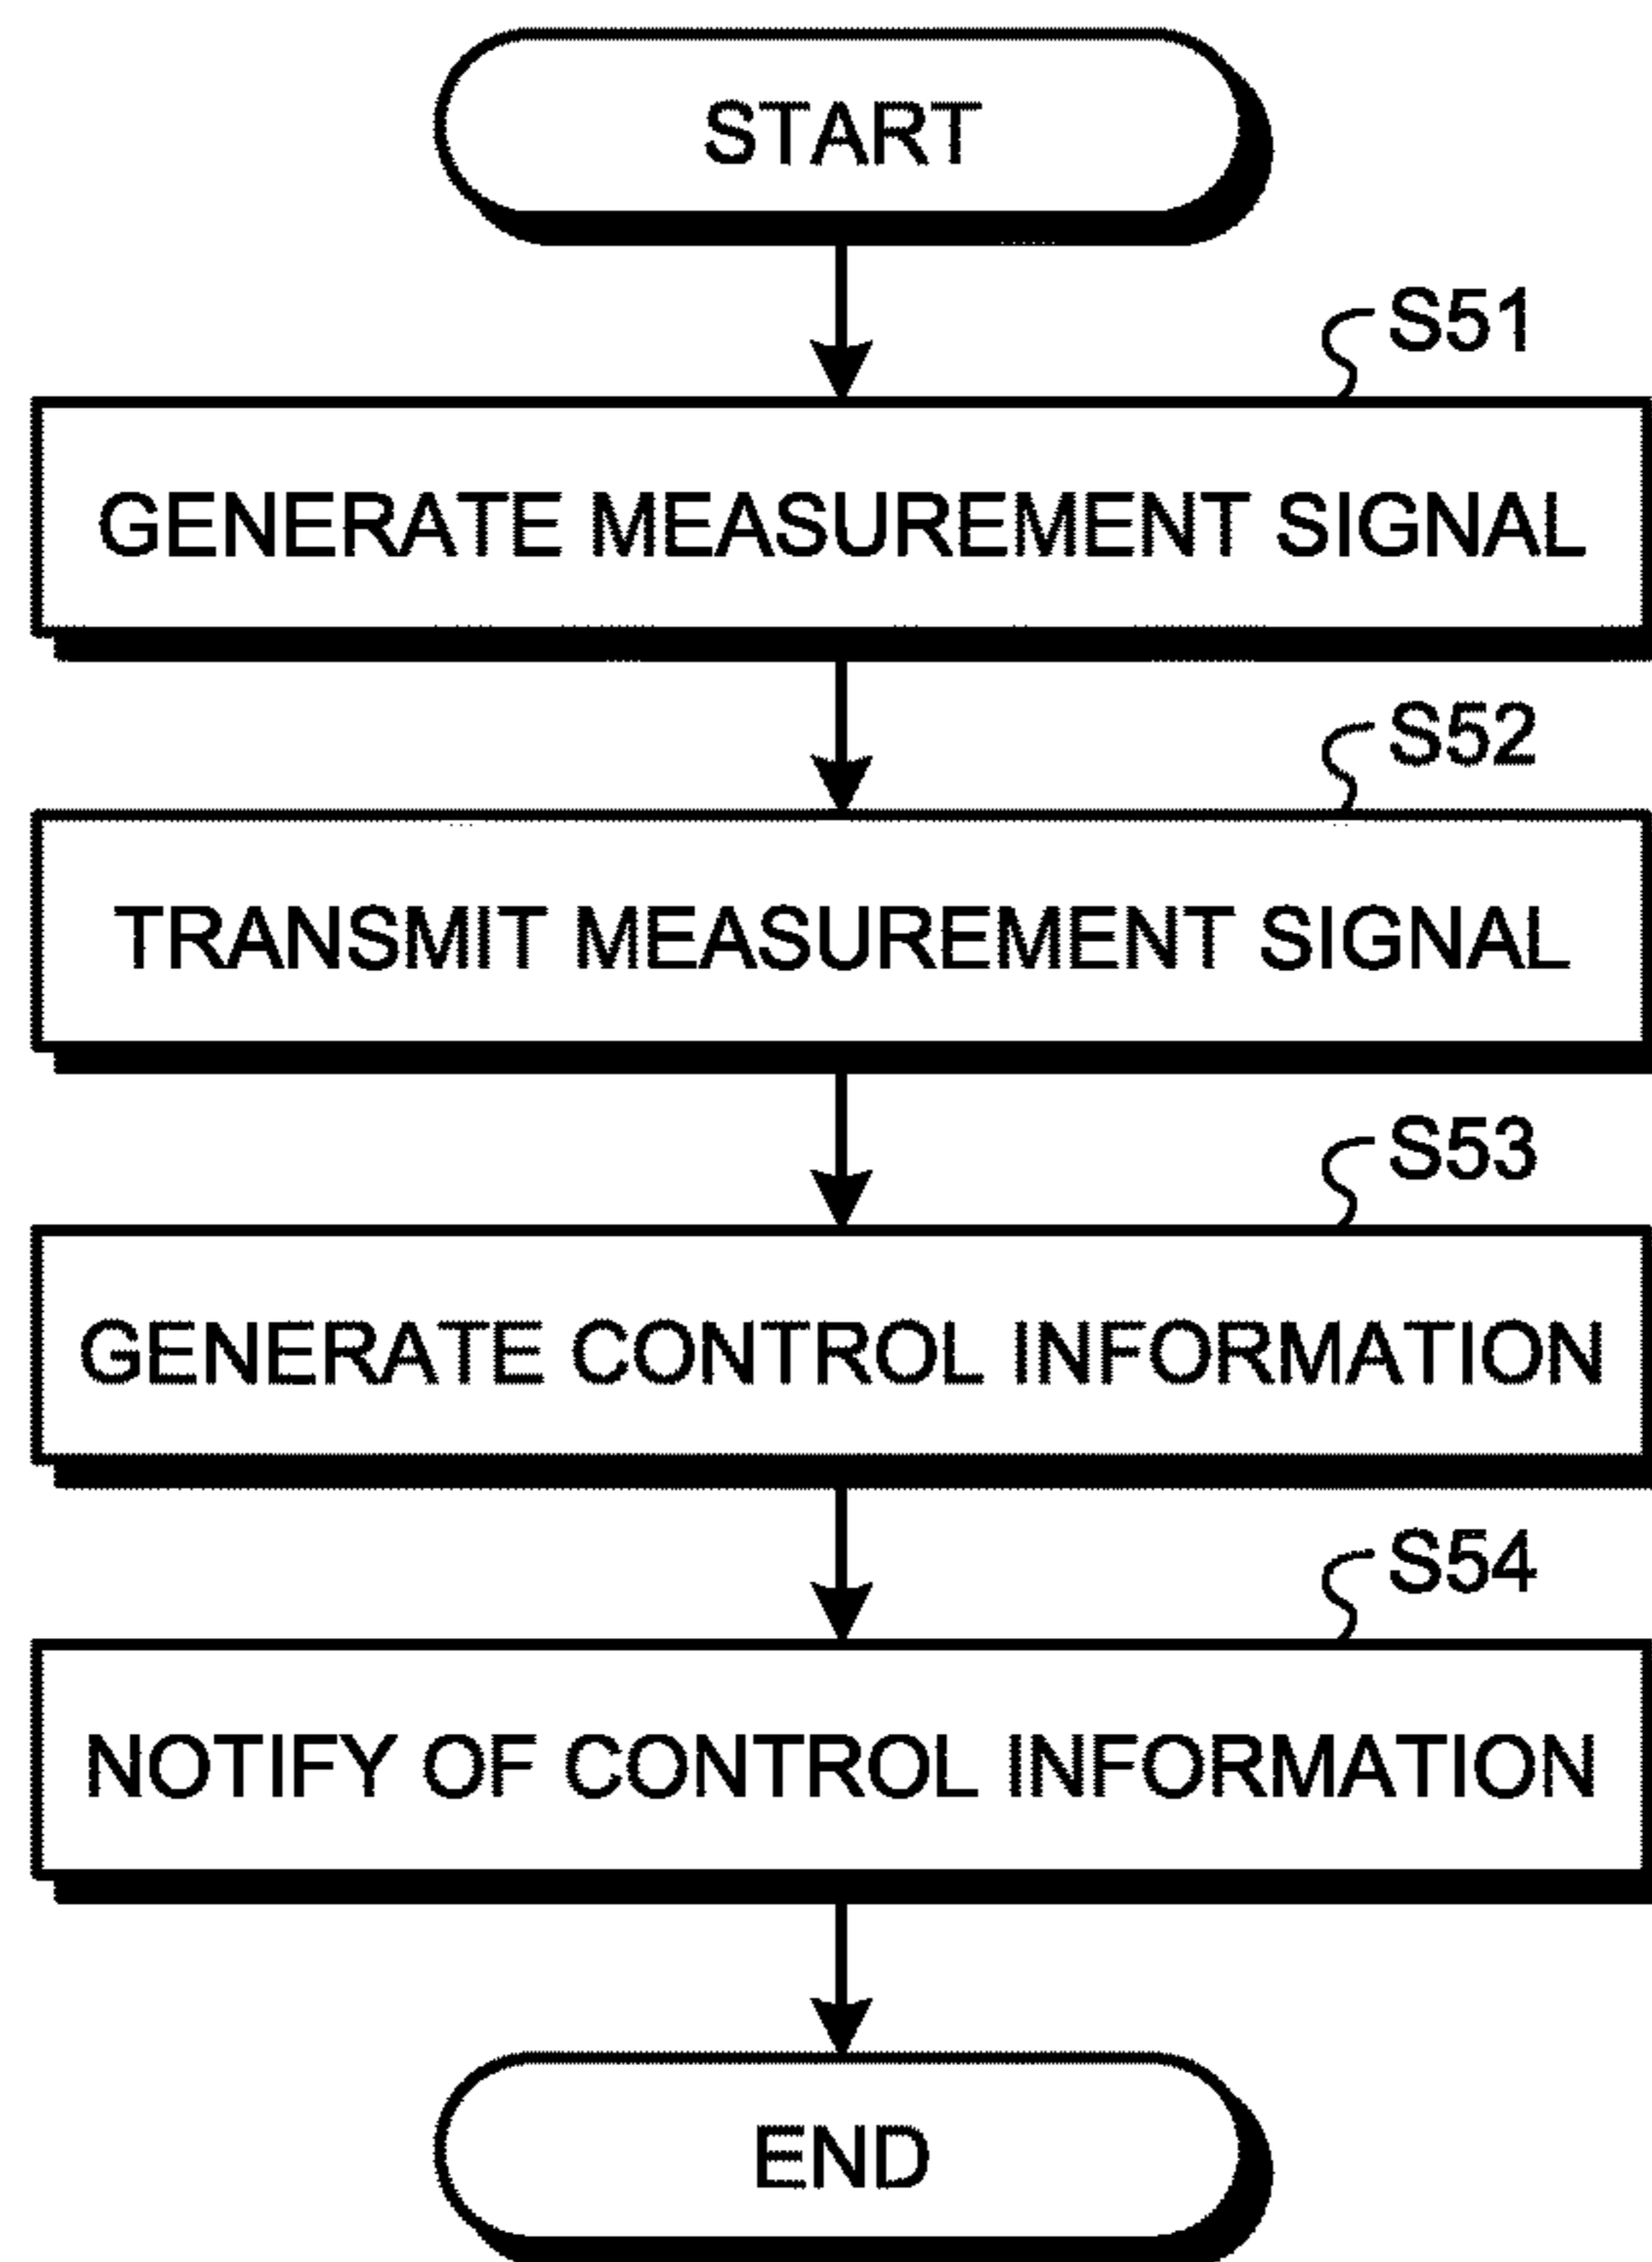 START
S51
GENERATE MEASUREMENT SIGNAL
S52
TRANSMIT MEASUREMENT SIGNAL
S53
GENERATE CONTROL INFORMATION
S54
NOTIFY OF CONTROL INFORMATION
END